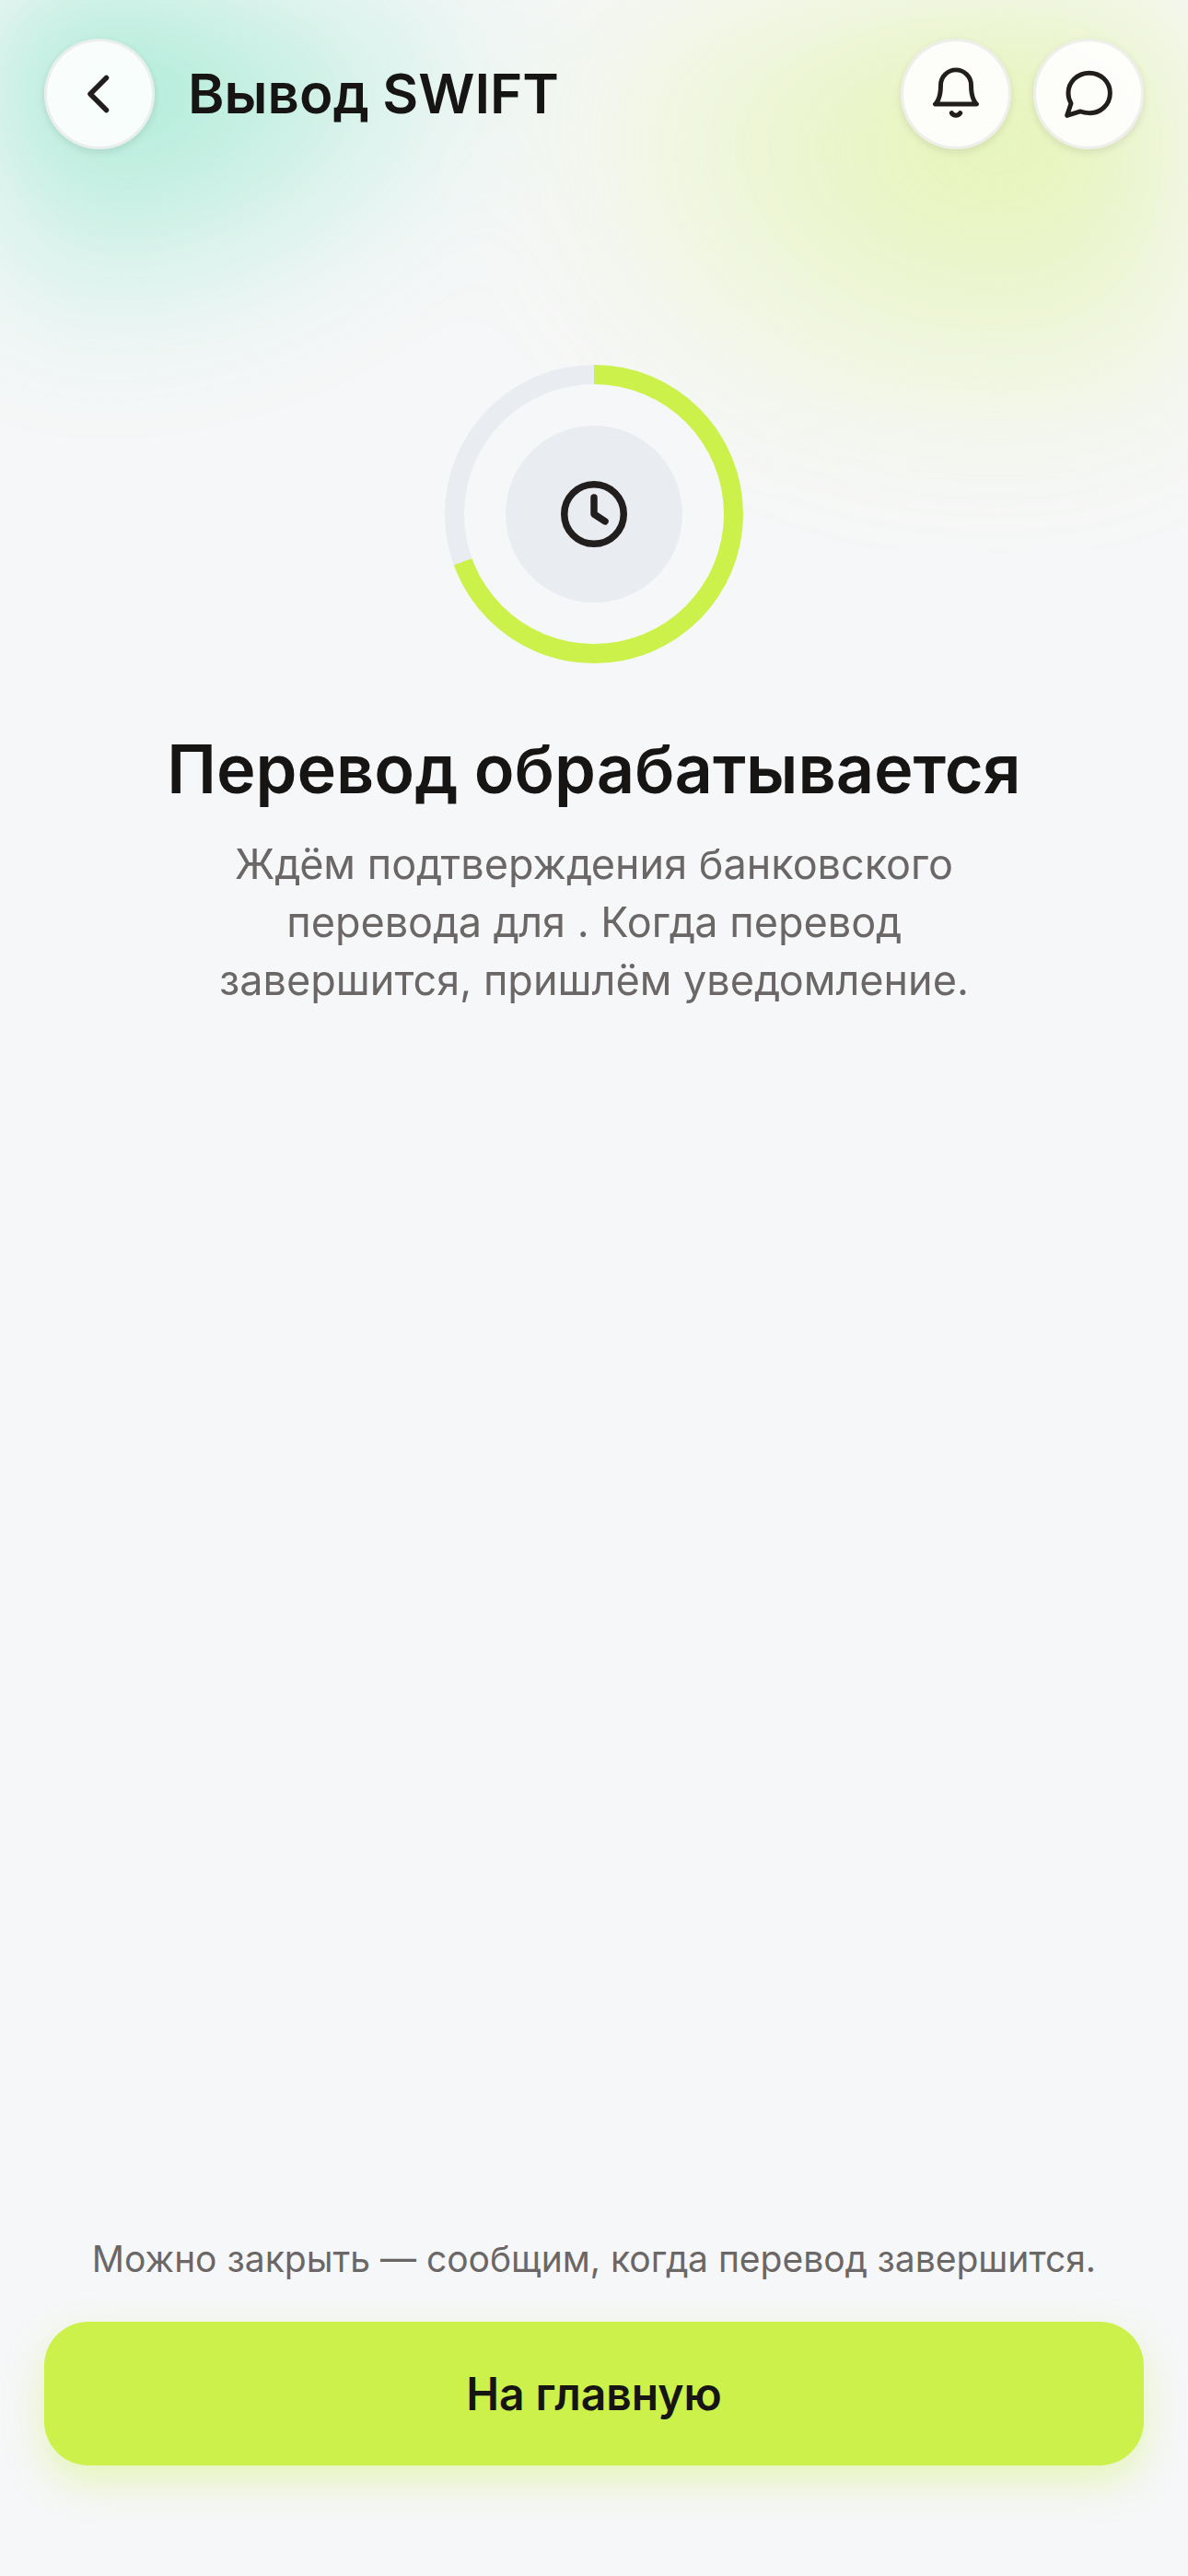 Вывод SWIFT
Перевод обрабатывается
Ждём подтверждения банковского
перевода для . Когда перевод
завершится, пришлём уведомление.
Можно закрыть — сообщим, когда перевод завершится.
На главную